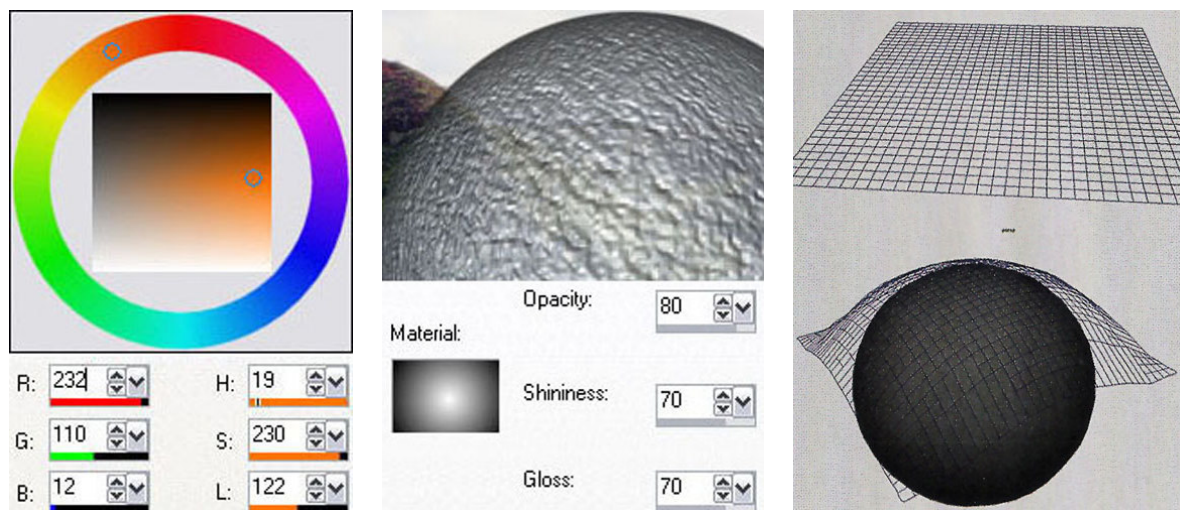 R: 232 H: 19
G: 110 S: 230
B: 12 L: 122
Opacity: 80
Material:
Shininess: 70
Gloss: 70